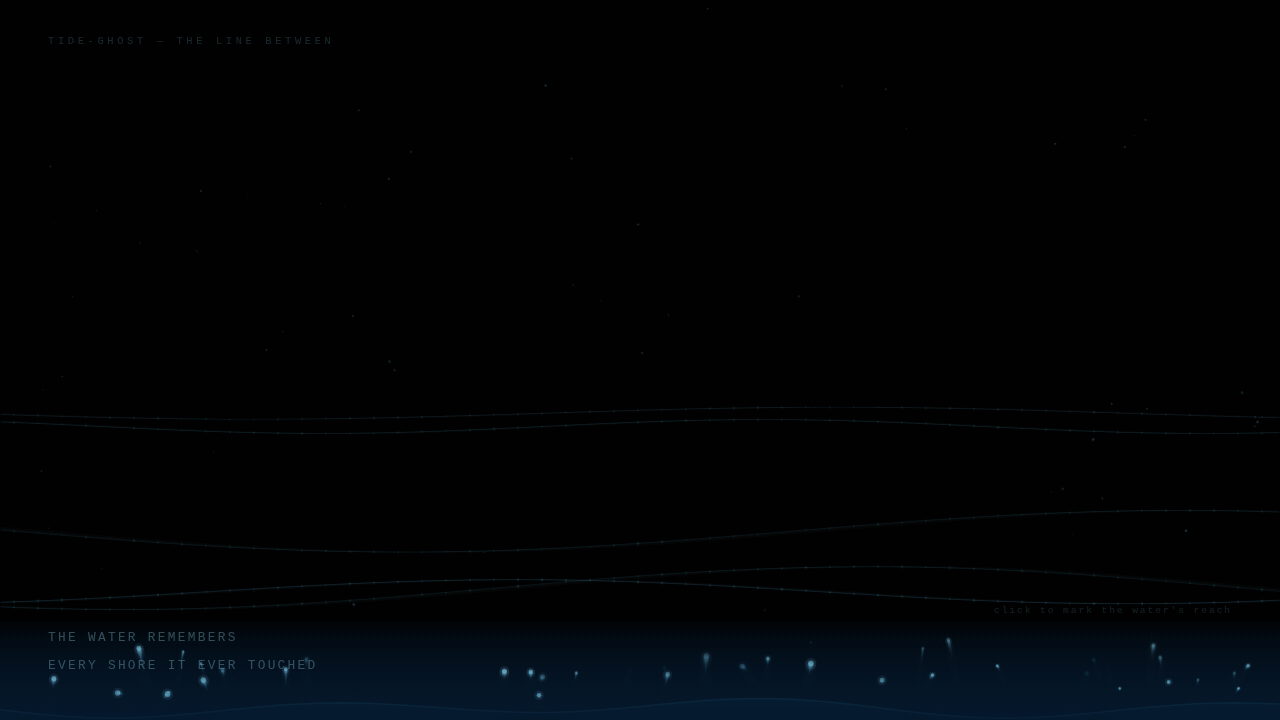 TIDE-GHOST — THE LINE BETWEEN
click to mark the water's reach
THE WATER REMEMBERS
EVERY SHORE IT EVER TOUCHED